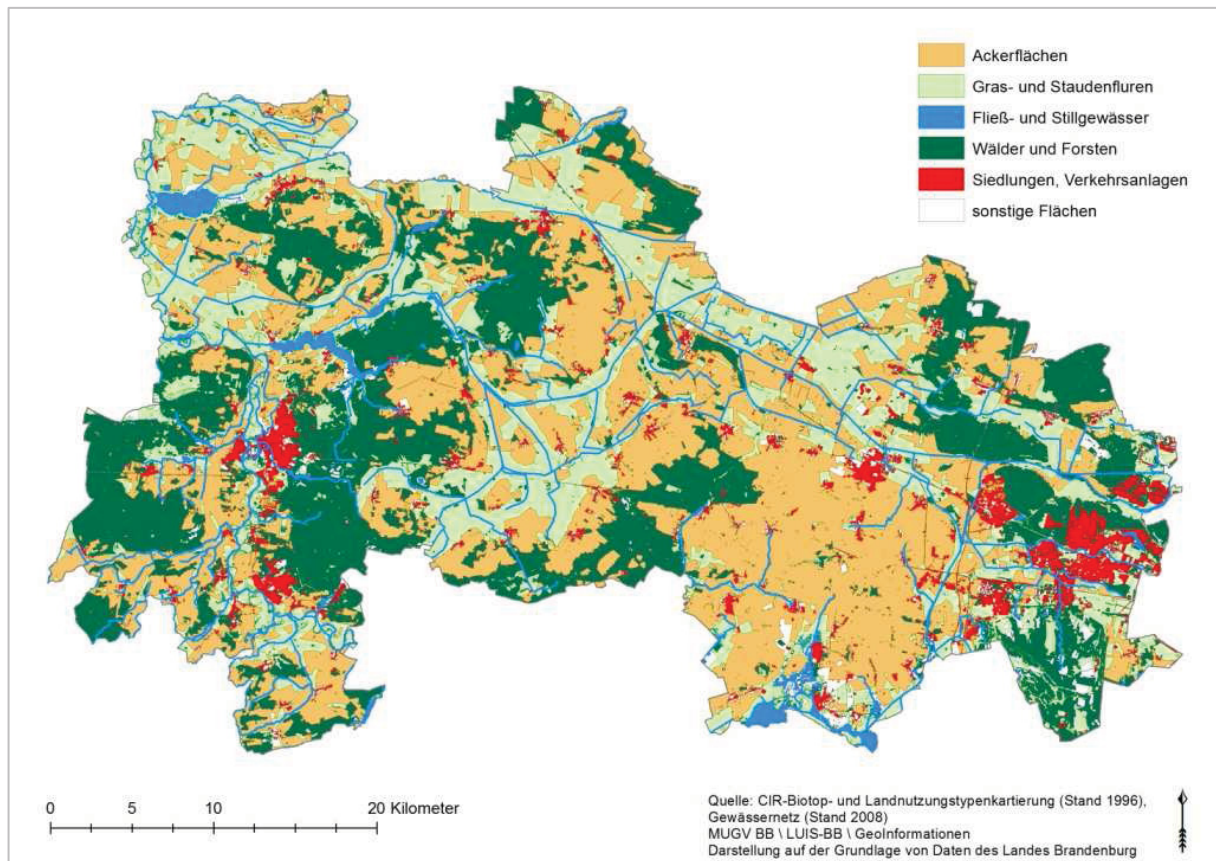 Ackerflächen
Gras- und Staudenfluren
Fließ- und Stillgewässer
Wälder und Forsten
Siedlungen, Verkehrsanlagen
sonstige Flächen
0 5 10 20 Kilometer
Quelle: CIR-Biotop- und Landnutzungstypenkartierung (Stand 1996),
Gewässernetz (Stand 2008)
MUGV BB \ LUIS-BB \ GeoInformationen
Darstellung auf der Grundlage von Daten des Landes Brandenburg